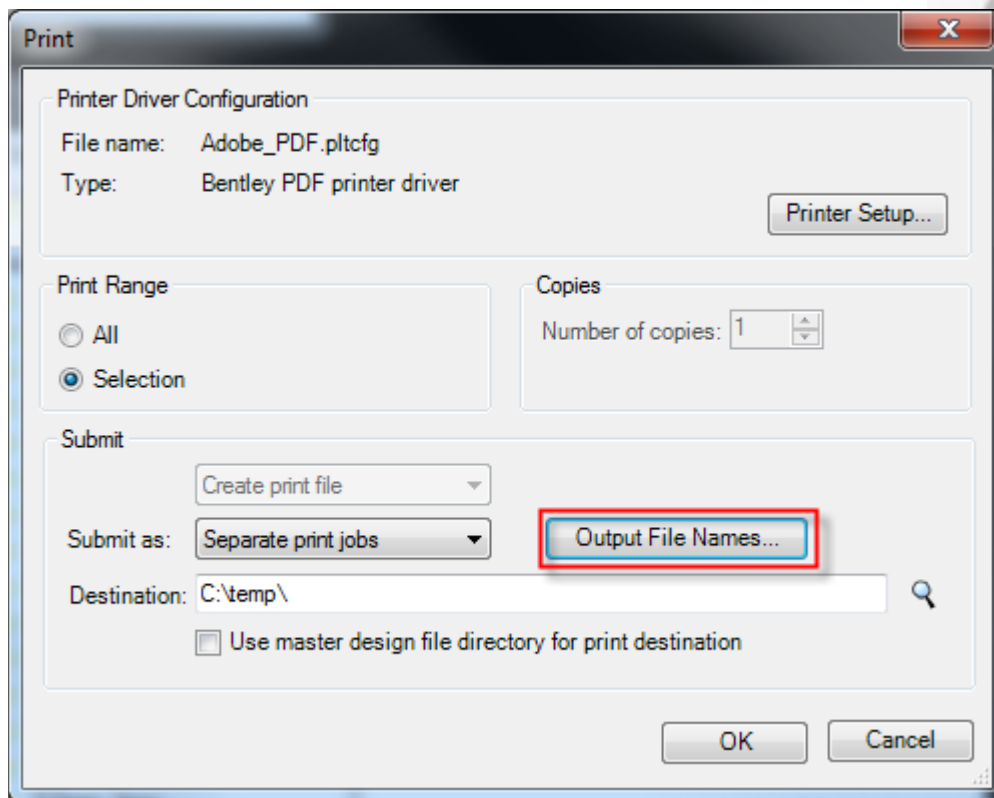 Print
Printer Driver Configuration
File name: Adobe_PDF.pltcfg
Type: Bentley PDF printer driver
Printer Setup...
Print Range
All
Selection
Copies
Number of copies: 1
Submit
Create print file
Submit as: Separate print jobs
Output File Names...
Destination: C:\temp\
Use master design file directory for print destination
OK
Cancel